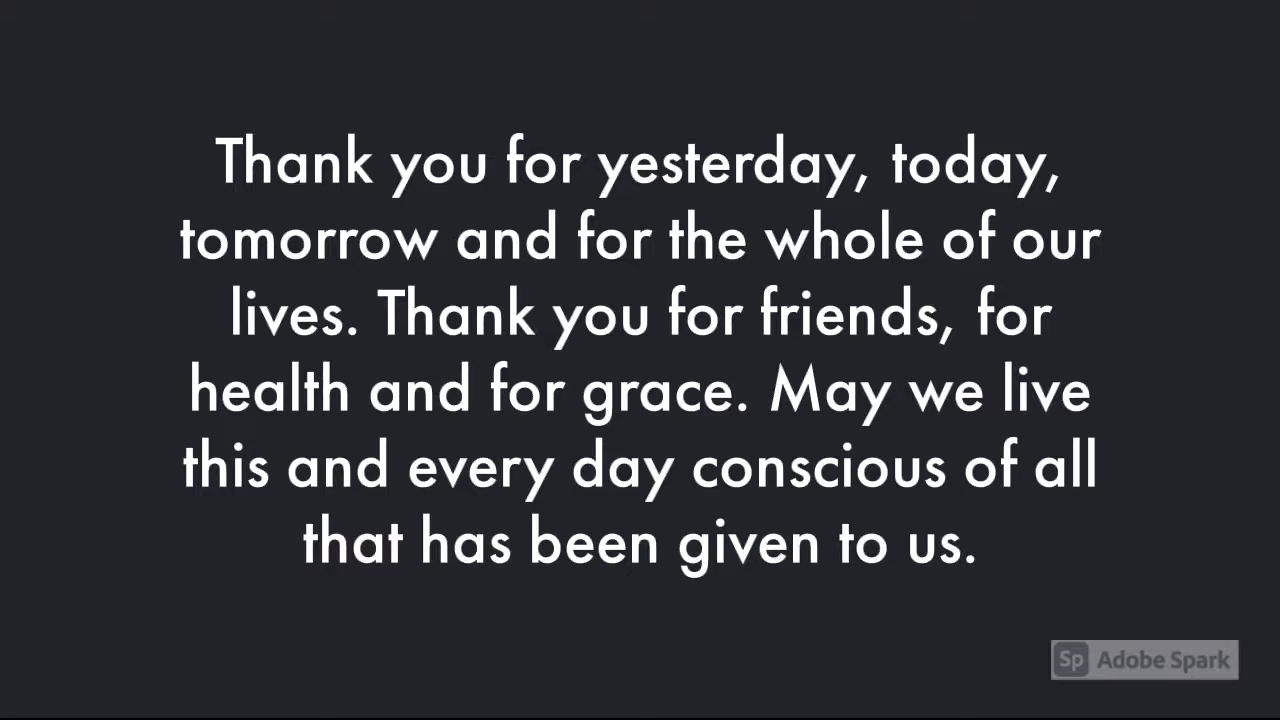 Thank you for yesterday, today,
tomorrow and for the whole of our
lives. Thank you for friends, for
health and for grace. May we live
this and every day conscious of all
that has been given to us.
Sp Adobe Spark